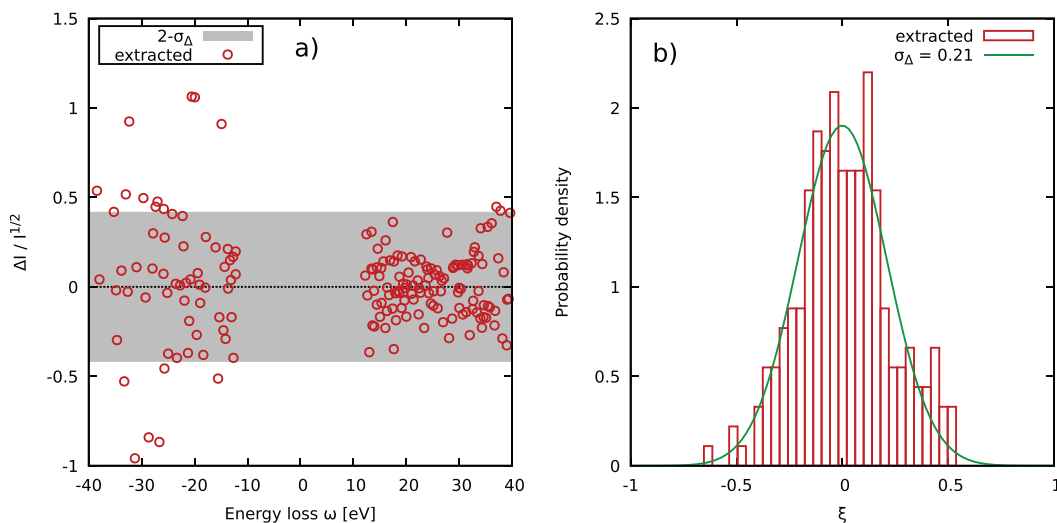 2-σΔ
extracted
a)
1.5
1
0.5
0
-0.5
-1
-40
-30
-20
-10
0
10
20
30
40
ΔI / I^1/2
Energy loss ω [eV]
extracted
σΔ = 0.21
b)
2.5
2
1.5
1
0.5
0
-1
-0.5
0
0.5
1
Probability density
ξ